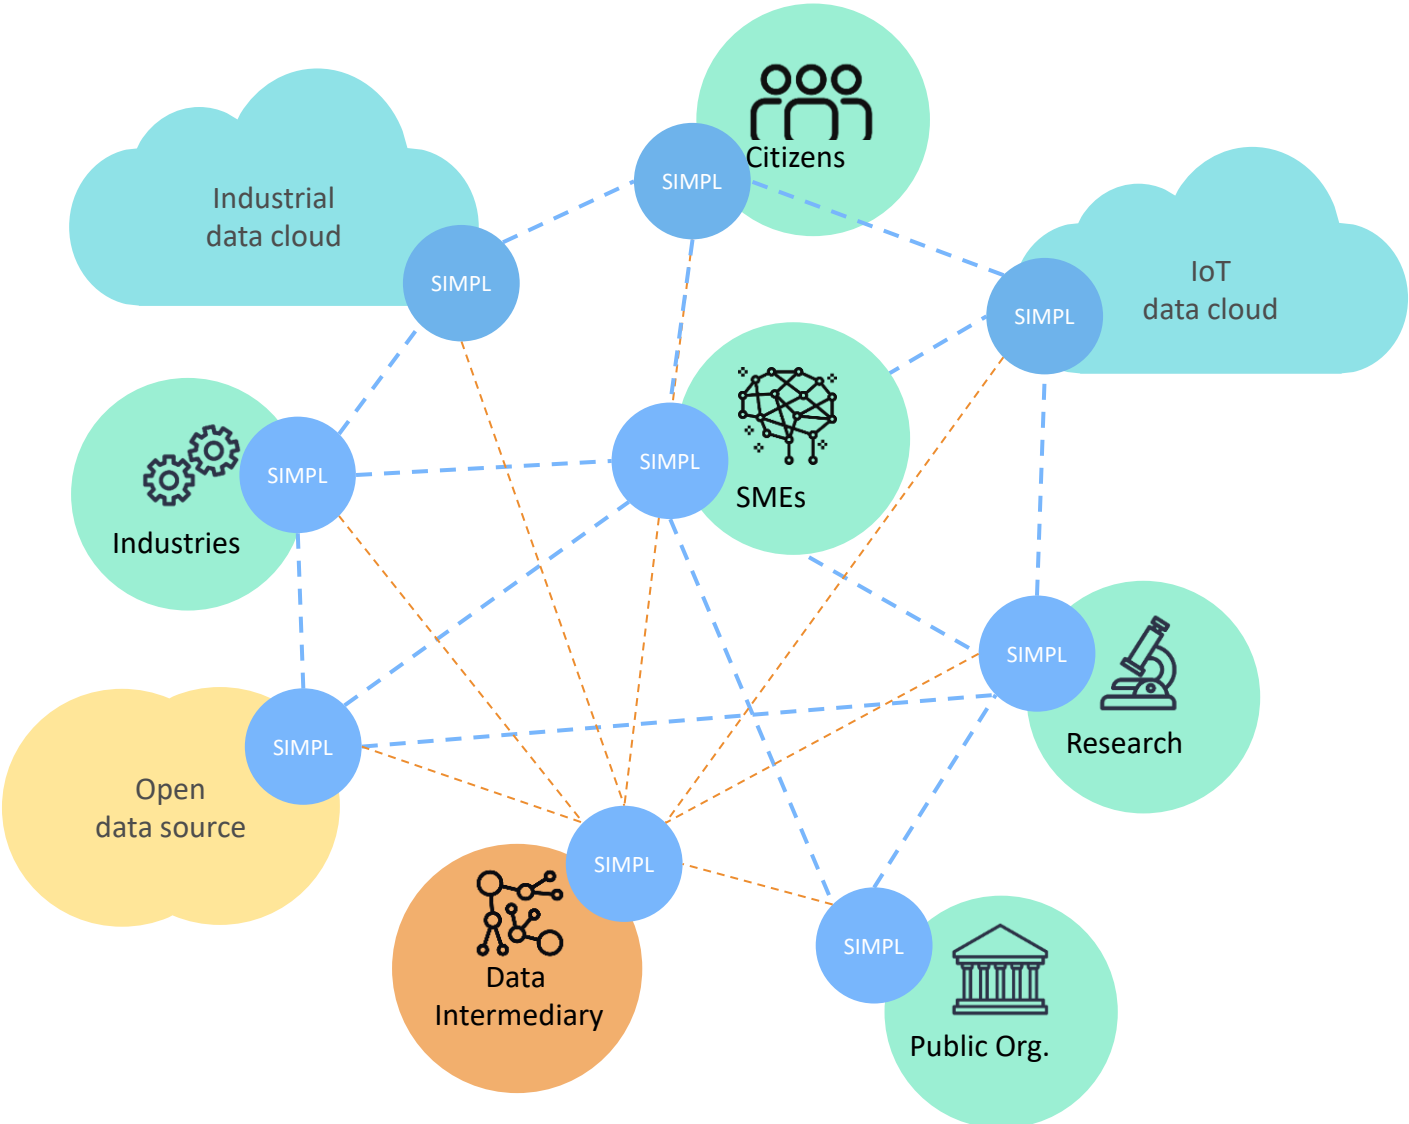 Citizens
SIMPL
Industrial
data cloud
SIMPL
IoT
data cloud
SIMPL
SIMPL
SMEs
SIMPL
Industries
SIMPL
Research
SIMPL
Open
data source
SIMPL
Data
Intermediary
SIMPL
Public Org.